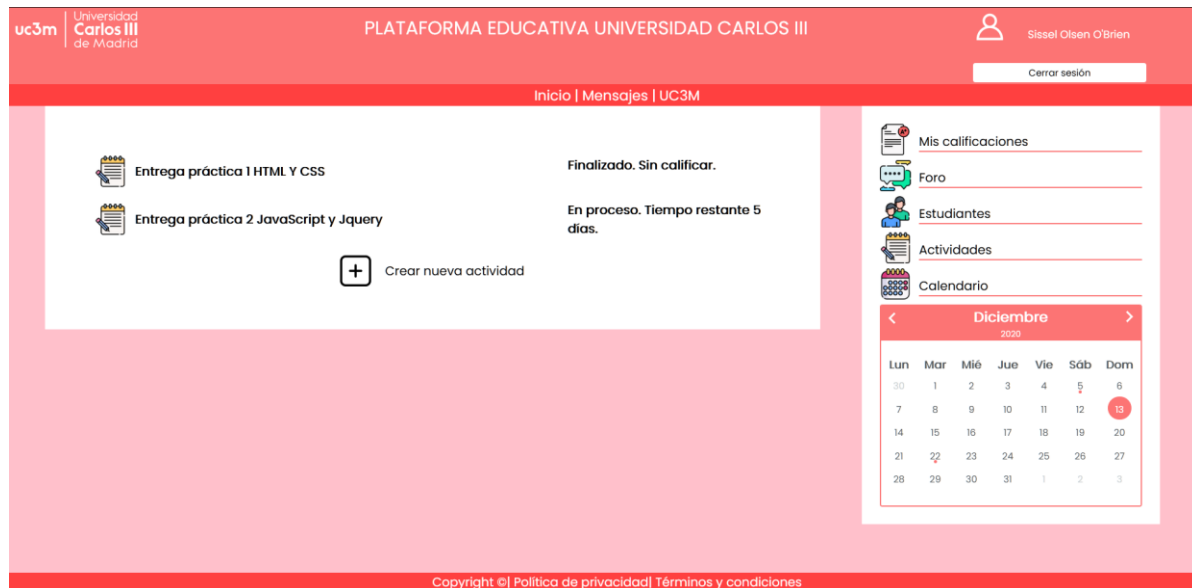 uc3m
Universidad
Carlos III
de Madrid
PLATAFORMA EDUCATIVA UNIVERSIDAD CARLOS III
Sissel Olsen O'Brien
Cerrar sesión
Inicio | Mensajes | UC3M
Entrega práctica 1 HTML Y CSS
Finalizado. Sin calificar.
Entrega práctica 2 JavaScript y Jquery
En proceso. Tiempo restante 5
días.
Crear nueva actividad
A+
Mis calificaciones
Foro
Estudiantes
Actividades
Calendario
< Diciembre >
2020
Lun Mar Mié Jue Vie Sáb Dom
30 1 2 3 4 5 6
7 8 9 10 11 12 13
14 15 16 17 18 19 20
21 22 23 24 25 26 27
28 29 30 31 1 2 3
Copyright ©| Política de privacidad| Términos y condiciones